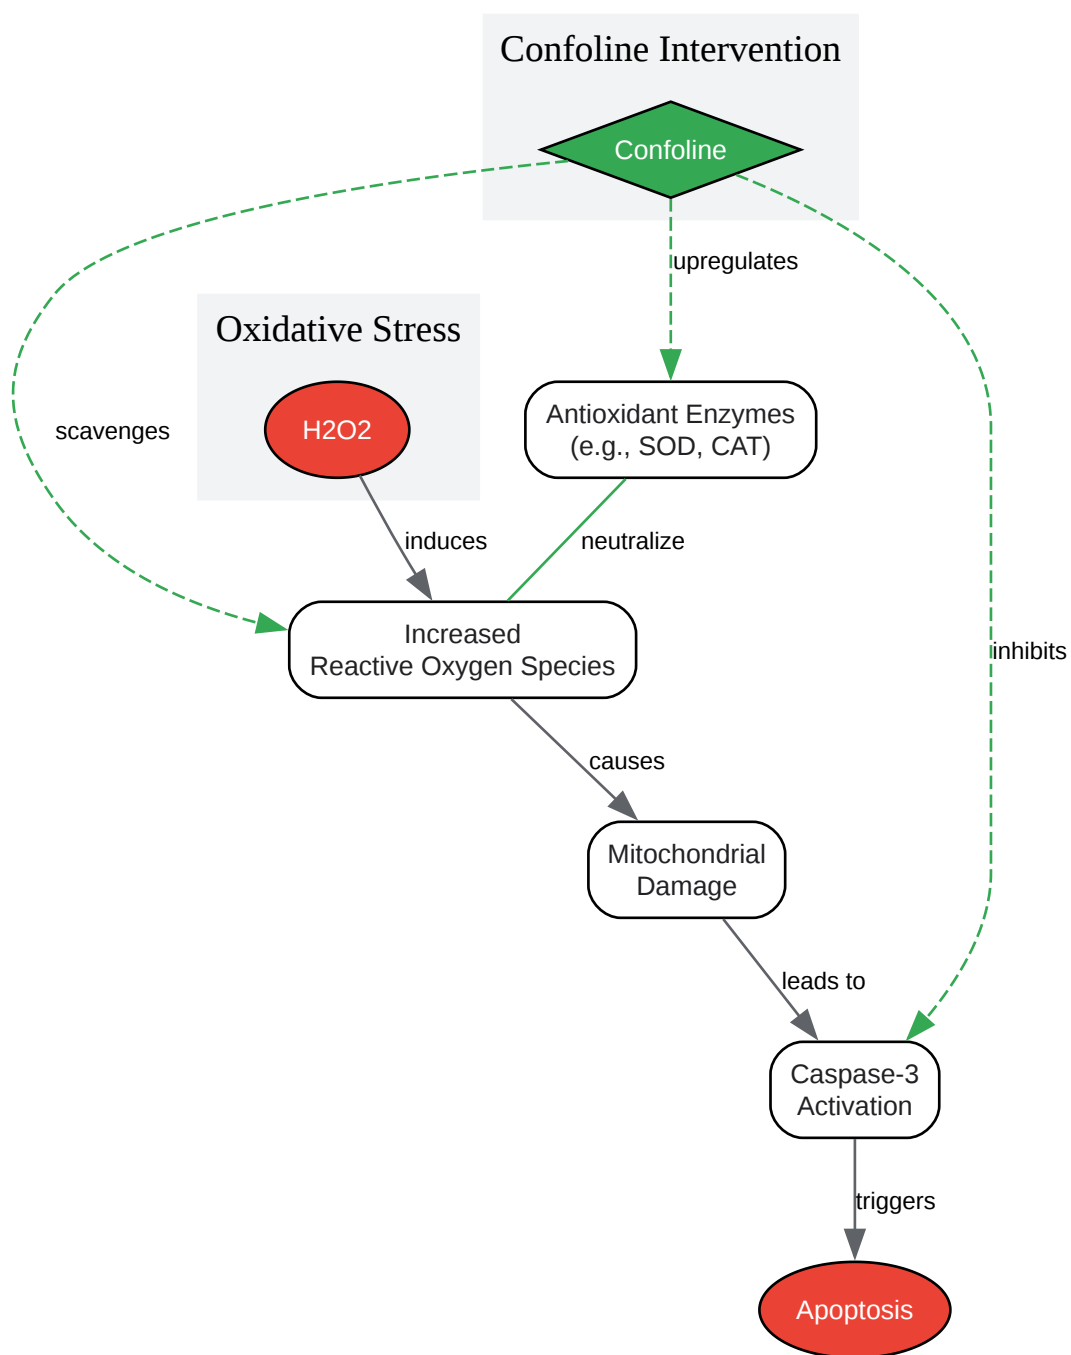 Confoline Intervention
Confoline
upregulates
Oxidative Stress
H2O2
Antioxidant Enzymes
(e.g., SOD, CAT)
scavenges
induces
neutralize
Increased
Reactive Oxygen Species
inhibits
causes
Mitochondrial
Damage
leads to
Caspase-3
Activation
triggers
Apoptosis